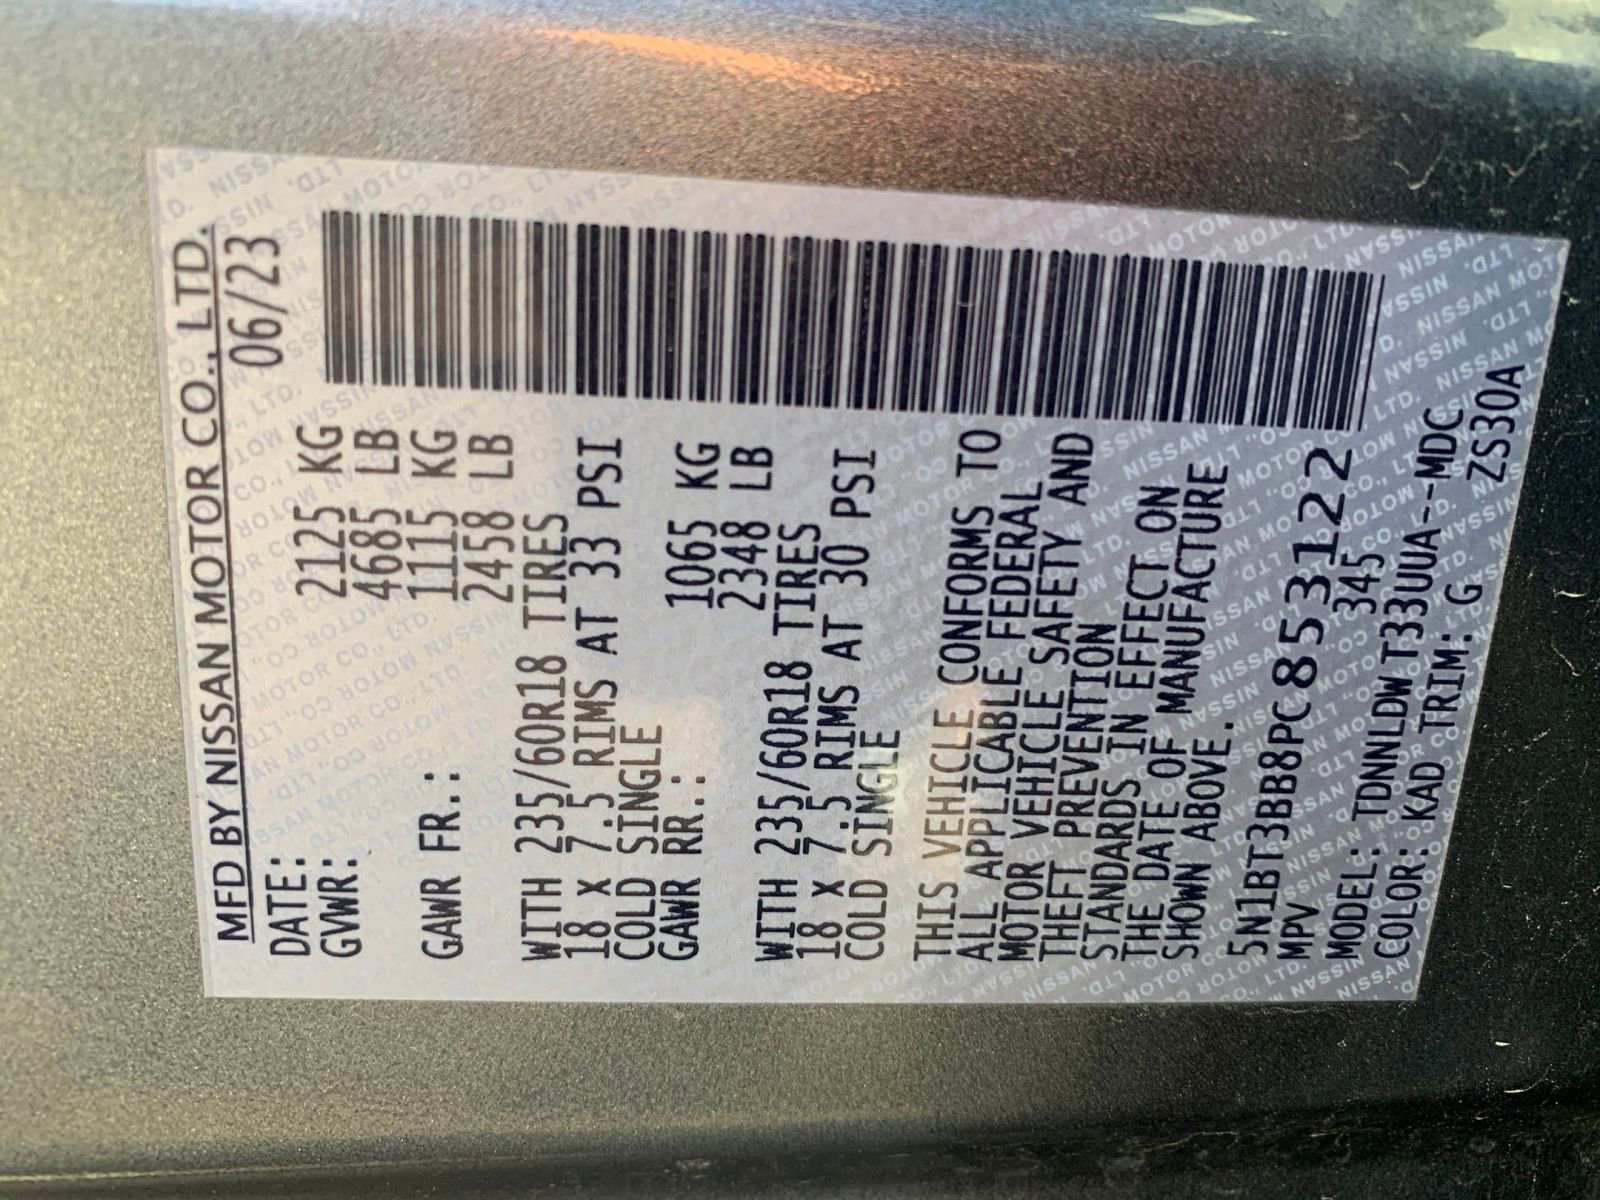 MFD BY NISSAN MOTOR CO., LTD.
DATE: 06/23
GVWR: 2125 KG
4685 LB
GAWR FR.: 1115 KG
2458 LB
WITH 235/60R18 TIRES
18 X 7.5 RIMS AT 33 PSI
COLD SINGLE
GAWR RR.: 1065 KG
2348 LB
WITH 235/60R18 TIRES
18 X 7.5 RIMS AT 30 PSI
COLD SINGLE
THIS VEHICLE CONFORMS TO
ALL APPLICABLE FEDERAL
MOTOR VEHICLE SAFETY AND
THEFT PREVENTION
STANDARDS IN EFFECT ON
THE DATE OF MANUFACTURE
SHOWN ABOVE.
5N1BT3BB8PC853122
MPV 345
MODEL: TDNNLDWT33UUA--MDC
COLOR: KAD TRIM: G ZS30A